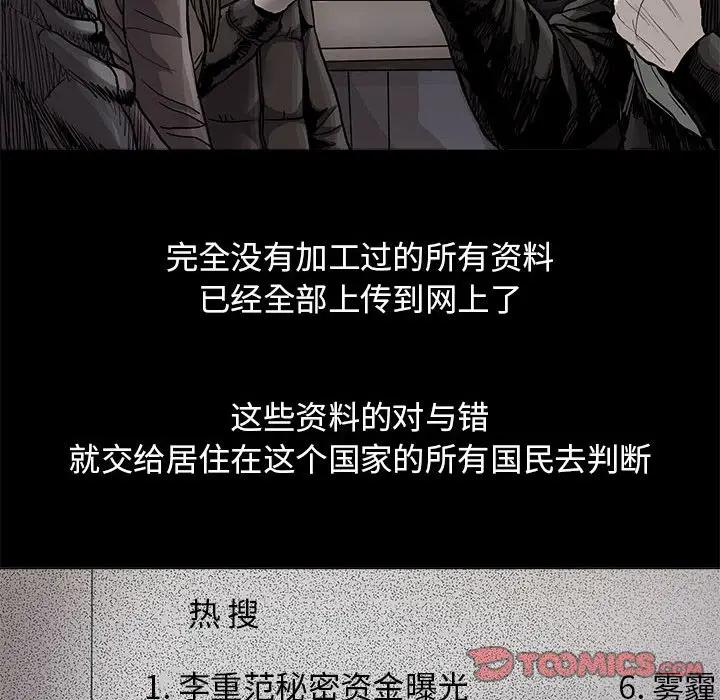 完全没有加工过的所有资料
已经全部上传到网上了
这些资料的对与错
就交给居住在这个国家的所有国民去判断
热搜
TOOMICS.COM
1. 李重范秘密资金曝光
6. 雾霾